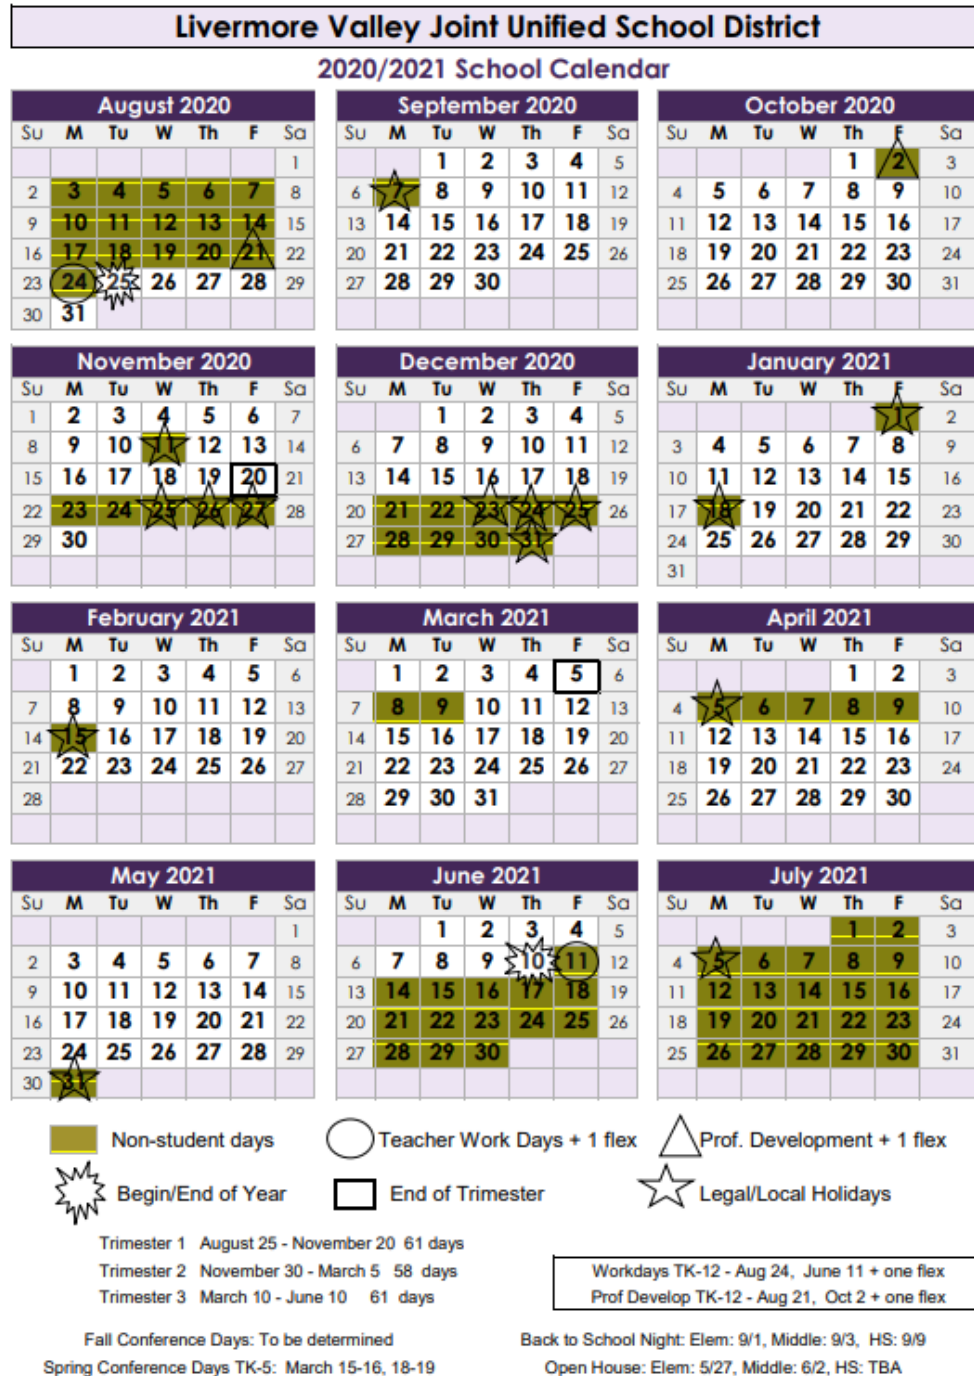 Livermore Valley Joint Unified School District
2020/2021 School Calendar
August 2020
Su M Tu W Th F Sa
1
2 3 4 5 6 7 8
9 10 11 12 13 14 15
16 17 18 19 20 21 22
23 24 25 26 27 28 29
30 31
September 2020
Su M Tu W Th F Sa
1 2 3 4 5
6 7 8 9 10 11 12
13 14 15 16 17 18 19
20 21 22 23 24 25 26
27 28 29 30
October 2020
Su M Tu W Th F Sa
1 2 3
4 5 6 7 8 9 10
11 12 13 14 15 16 17
18 19 20 21 22 23 24
25 26 27 28 29 30 31
November 2020
Su M Tu W Th F Sa
1 2 3 4 5 6 7
8 9 10 11 12 13 14
15 16 17 18 19 20 21
22 23 24 25 26 27 28
29 30
December 2020
Su M Tu W Th F Sa
1 2 3 4 5
6 7 8 9 10 11 12
13 14 15 16 17 18 19
20 21 22 23 24 25 26
27 28 29 30 31
January 2021
Su M Tu W Th F Sa
1 2
3 4 5 6 7 8 9
10 11 12 13 14 15 16
17 18 19 20 21 22 23
24 25 26 27 28 29 30
31
February 2021
Su M Tu W Th F Sa
1 2 3 4 5 6
7 8 9 10 11 12 13
14 15 16 17 18 19 20
21 22 23 24 25 26 27
28
March 2021
Su M Tu W Th F Sa
1 2 3 4 5 6
7 8 9 10 11 12 13
14 15 16 17 18 19 20
21 22 23 24 25 26 27
28 29 30 31
April 2021
Su M Tu W Th F Sa
1 2 3
4 5 6 7 8 9 10
11 12 13 14 15 16 17
18 19 20 21 22 23 24
25 26 27 28 29 30
May 2021
Su M Tu W Th F Sa
1
2 3 4 5 6 7 8
9 10 11 12 13 14 15
16 17 18 19 20 21 22
23 24 25 26 27 28 29
30 31
June 2021
Su M Tu W Th F Sa
1 2 3 4 5
6 7 8 9 10 11 12
13 14 15 16 17 18 19
20 21 22 23 24 25 26
27 28 29 30
July 2021
Su M Tu W Th F Sa
1 2 3
4 5 6 7 8 9 10
11 12 13 14 15 16 17
18 19 20 21 22 23 24
25 26 27 28 29 30 31
Non-student days
Teacher Work Days + 1 flex
Prof. Development + 1 flex
Begin/End of Year
End of Trimester
Legal/Local Holidays
Trimester 1 August 25 - November 20 61 days
Trimester 2 November 30 - March 5 58 days
Trimester 3 March 10 - June 10 61 days
Workdays TK-12 - Aug 24, June 11 + one flex
Prof Develop TK-12 - Aug 21, Oct 2 + one flex
Fall Conference Days: To be determined
Spring Conference Days TK-5: March 15-16, 18-19
Back to School Night: Elem: 9/1, Middle: 9/3, HS: 9/9
Open House: Elem: 5/27, Middle: 6/2, HS: TBA